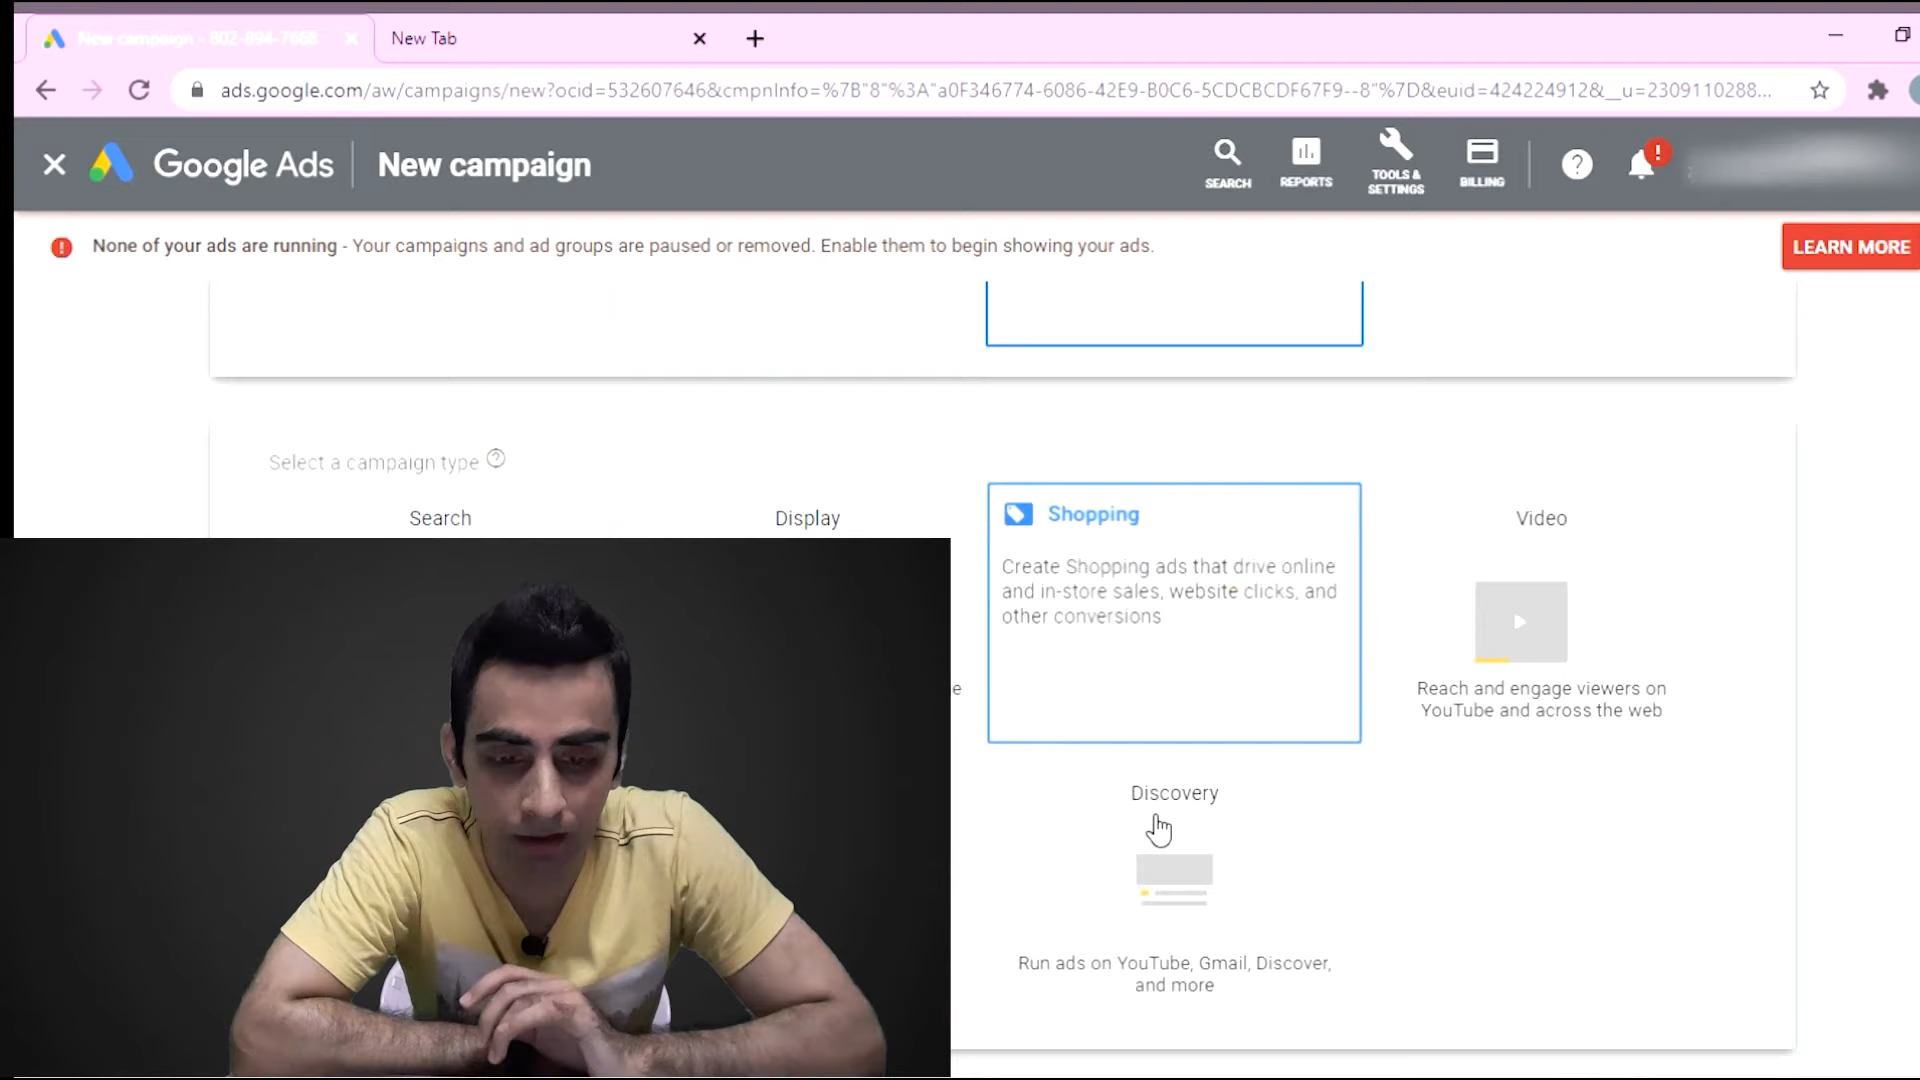 New campaign - 802-894-7668
New Tab
ads.google.com/aw/campaigns/new?ocid=532607646&cmpnInfo=%7B"8"%3A"a0F346774-6086-42E9-B0C6-5CDCBCDF67F9--8"%7D&euid=424224912&__u=2309110288...
Google Ads
New campaign
SEARCH
REPORTS
TOOLS &
SETTINGS
BILLING
None of your ads are running - Your campaigns and ad groups are paused or removed. Enable them to begin showing your ads.
LEARN MORE
Select a campaign type
Search
Display
Shopping
Create Shopping ads that drive online
and in-store sales, website clicks, and
other conversions
Video
Reach and engage viewers on
YouTube and across the web
Discovery
Run ads on YouTube, Gmail, Discover,
and more